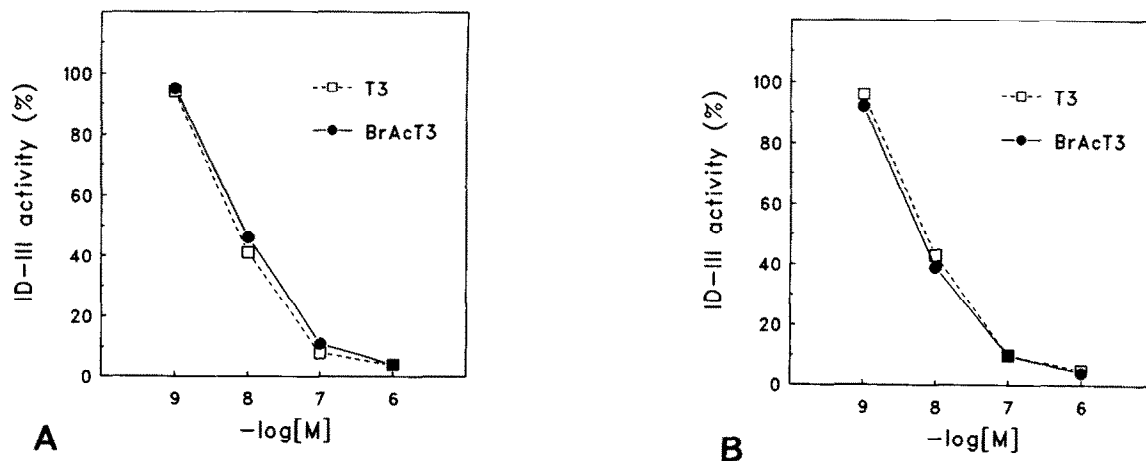 ID-III activity (%)
100
80
60
40
20
0
T3
BrAcT3
9 8 7 6
-log[M]
A
ID-III activity (%)
100
80
60
40
20
0
T3
BrAcT3
9 8 7 6
-log[M]
B